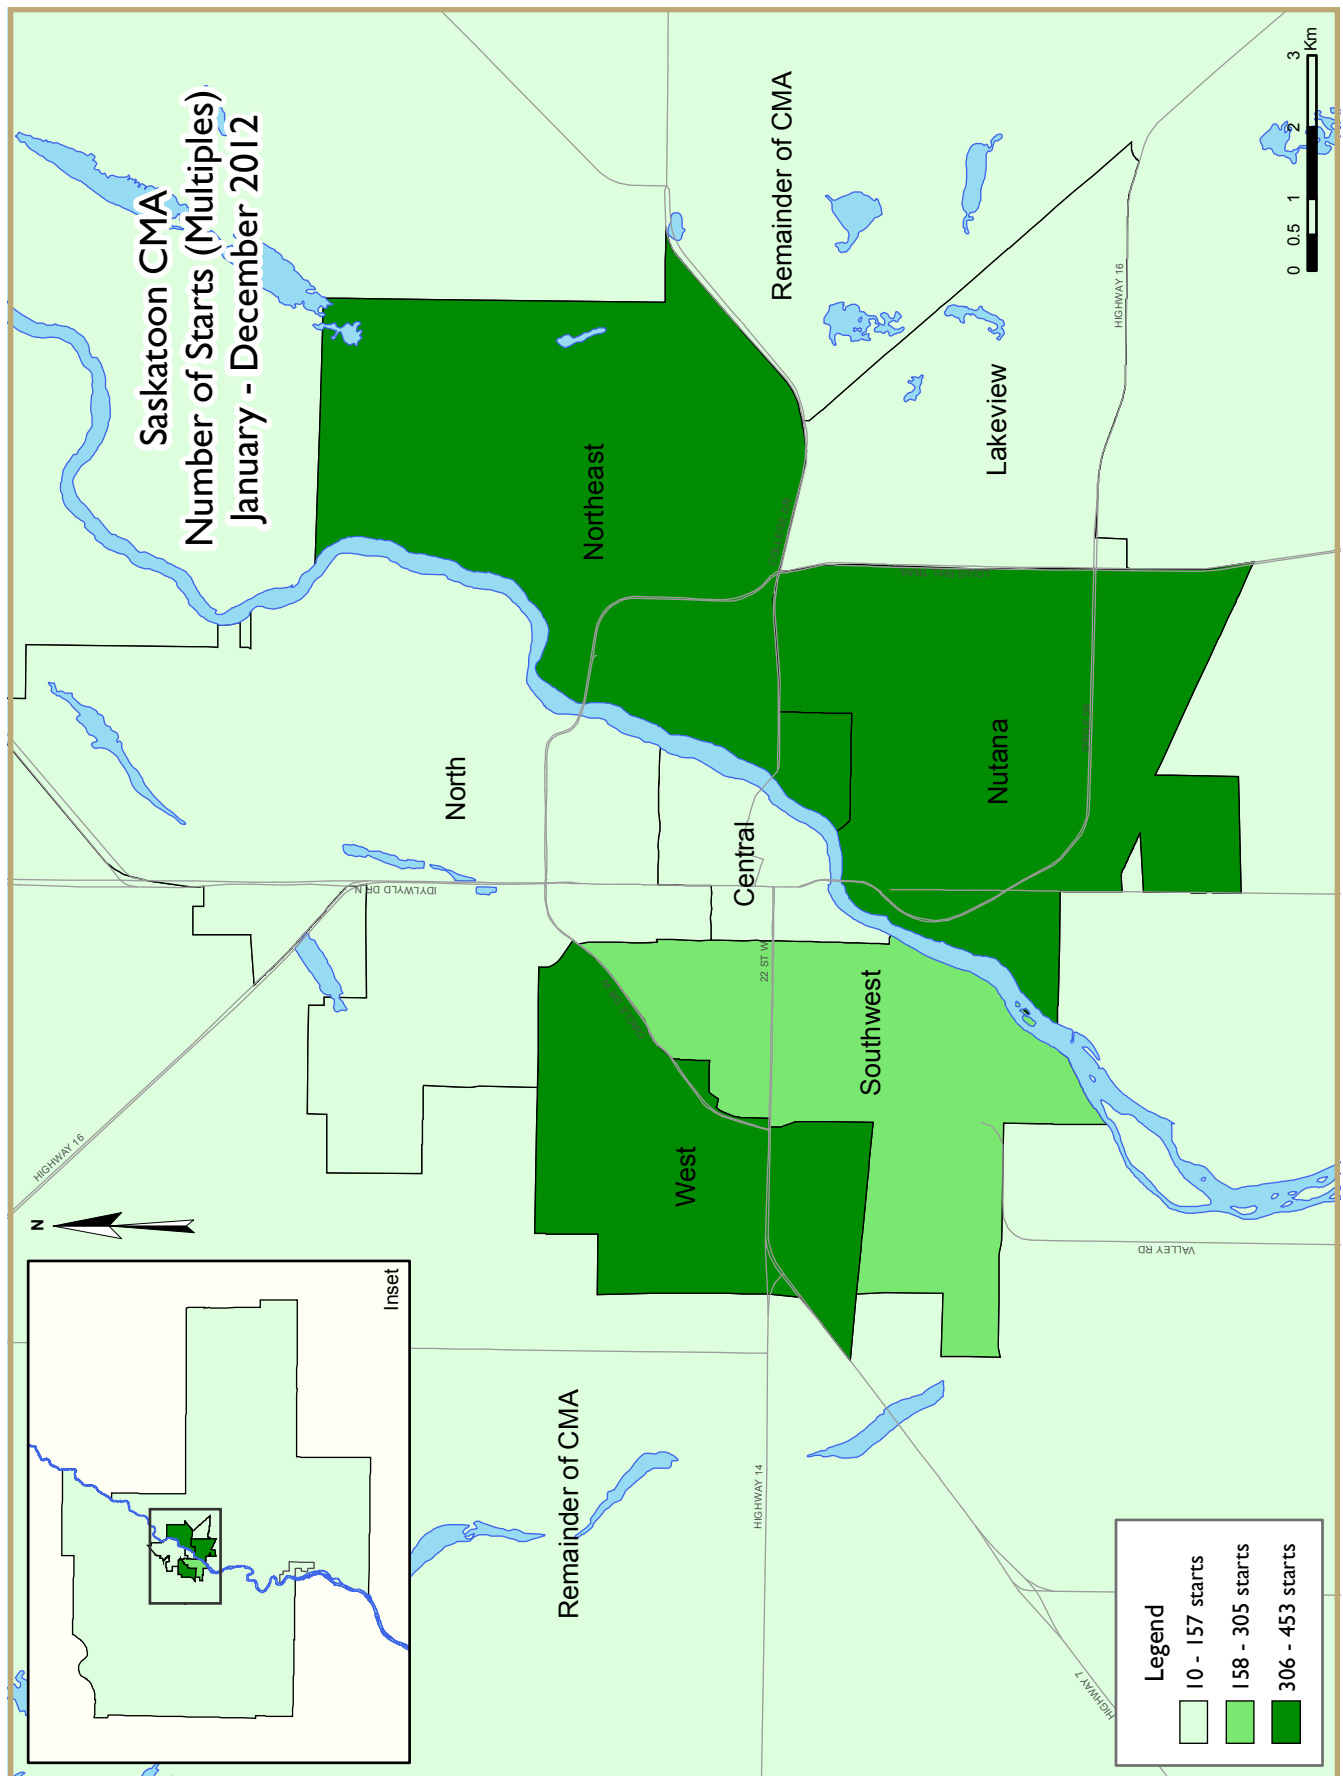 Saskatoon CMA
Number of Starts (Multiples)
January - December 2012
N
Inset
HIGHWAY 16
IDYLWYLD DR N
North
Northeast
Remainder of CMA
West
Central
22 ST W
Southwest
Nutana
Lakeview
HIGHWAY 16
Remainder of CMA
HIGHWAY 14
VALLEY RD
HIGHWAY 7
Legend
10 - 157 starts
158 - 305 starts
306 - 453 starts
0 0.5 1 2 3
Km